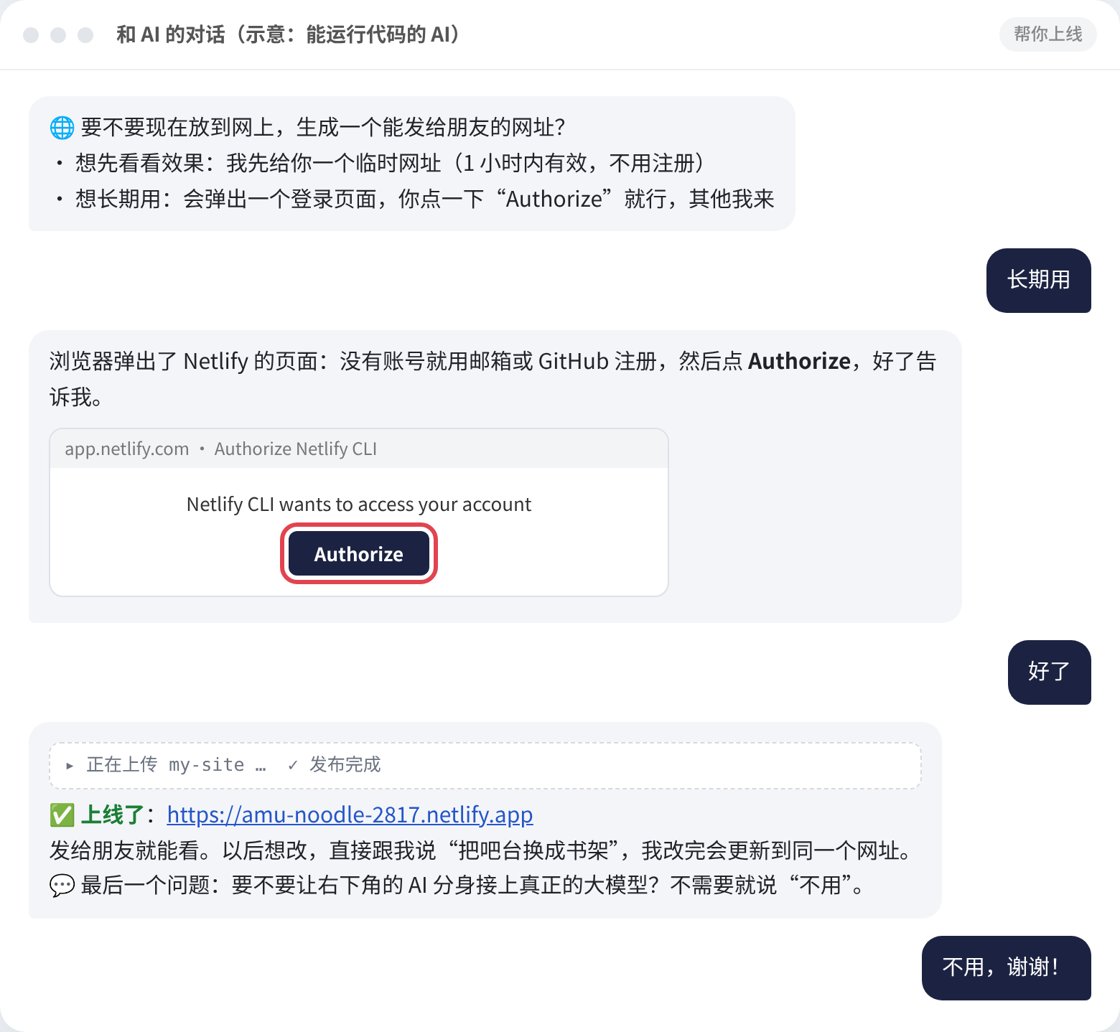 和 AI 的对话（示意：能运行代码的 AI）
帮你上线
🌐 要不要现在放到网上，生成一个能发给朋友的网址？
· 想先看看效果：我先给你一个临时网址（1 小时内有效，不用注册）
· 想长期用：会弹出一个登录页面，你点一下“Authorize”就行，其他我来
长期用
浏览器弹出了 Netlify 的页面：没有账号就用邮箱或 GitHub 注册，然后点 Authorize，好了告
诉我。
app.netlify.com · Authorize Netlify CLI
Netlify CLI wants to access your account
Authorize
好了
▸ 正在上传 my-site … ✓ 发布完成
✅ 上线了：https://amu-noodle-2817.netlify.app
发给朋友就能看。以后想改，直接跟我说“把吧台换成书架”，我改完会更新到同一个网址。
💬 最后一个问题：要不要让右下角的 AI 分身接上真正的大模型？不需要就说“不用”。
不用，谢谢！